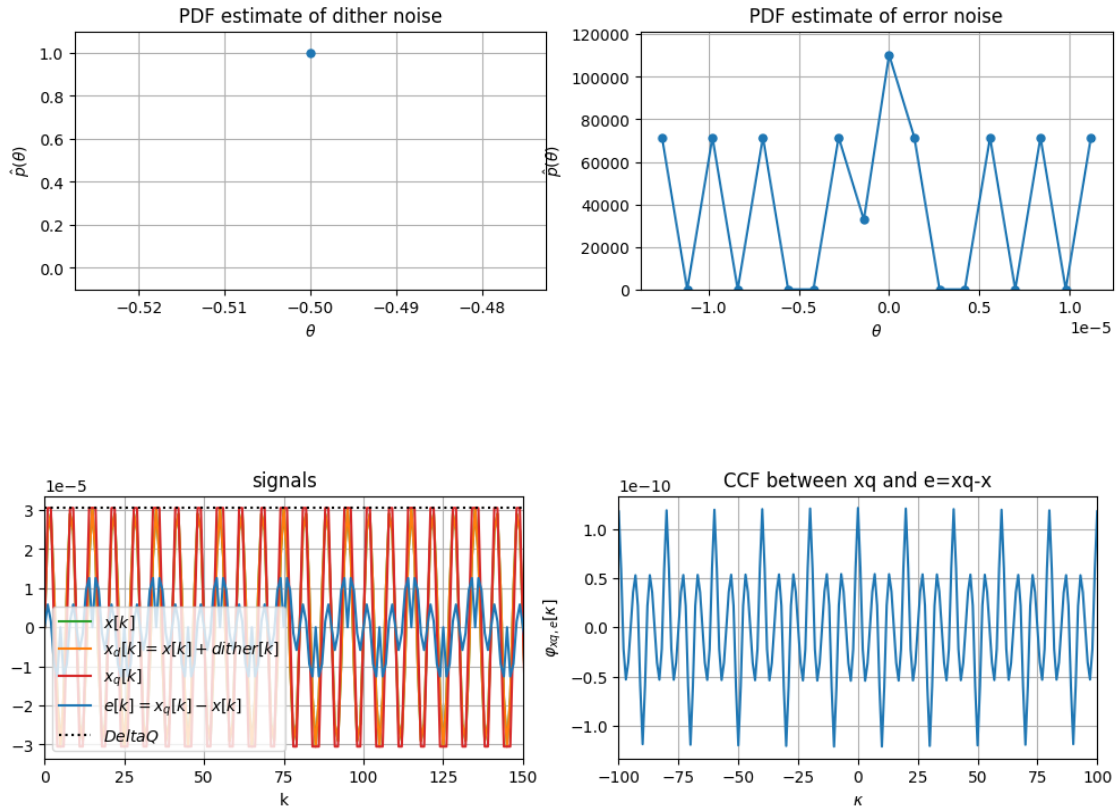 PDF estimate of dither noise
1.0
0.8
0.6
0.4
0.2
0.0
p̂(θ)
−0.52 −0.51 −0.50 −0.49 −0.48
θ
PDF estimate of error noise
120000
100000
80000
60000
40000
20000
0
p̂(θ)
−1.0 −0.5 0.0 0.5 1.0
1e−5
θ
signals
1e−5
3
2
1
0
−1
−2
−3
x[k]
x_d[k] = x[k] + dither[k]
x_q[k]
e[k] = x_q[k] − x[k]
DeltaQ
0 25 50 75 100 125 150
k
CCF between xq and e=xq-x
1e−10
1.0
0.5
0.0
−0.5
−1.0
φ_{xq,e}[κ]
−100 −75 −50 −25 0 25 50 75 100
κ